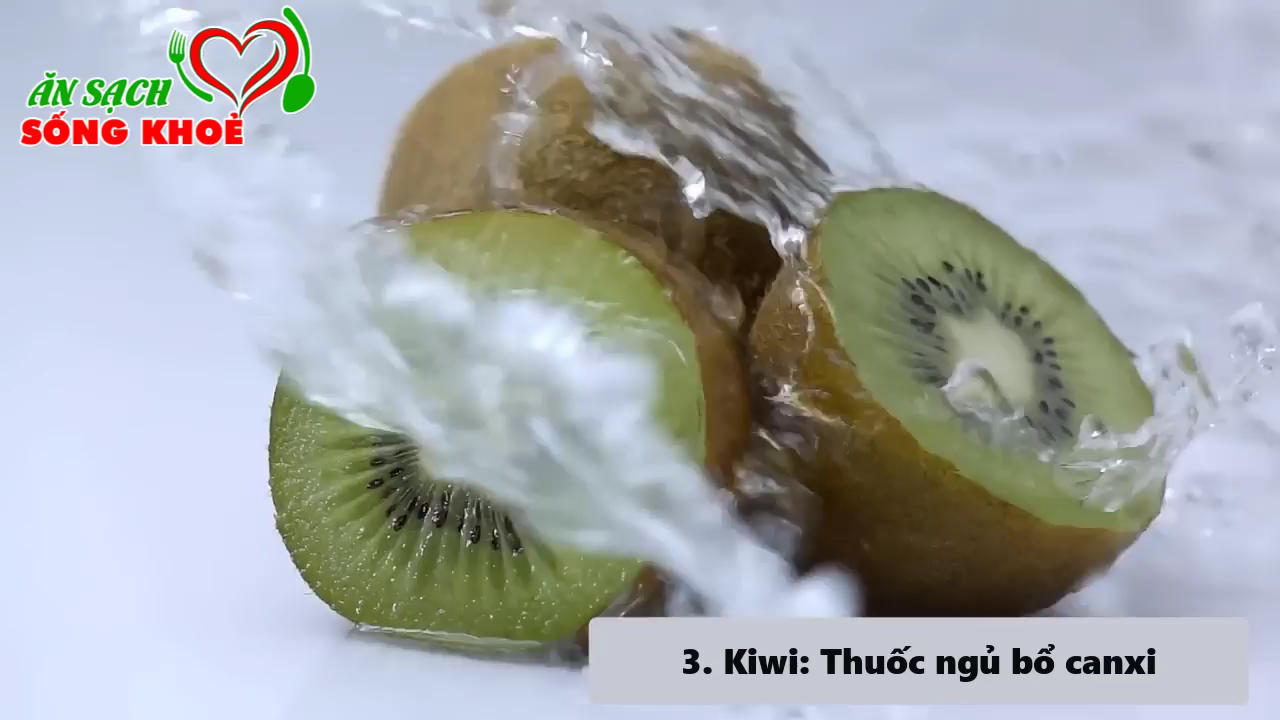 ĂN SẠCH
SỐNG KHOẺ
3. Kiwi: Thuốc ngủ bổ canxi